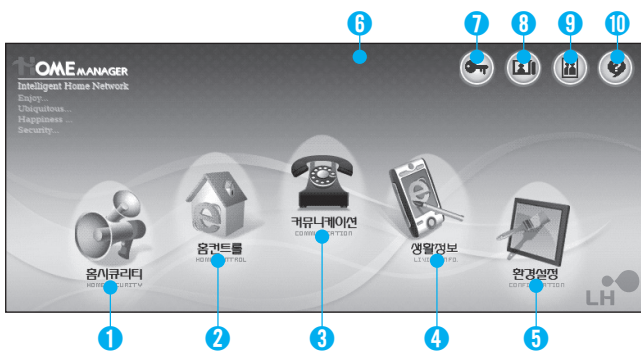 6 7 8 9 10
HOME MANAGER
Intelligent Home Network
Enjoy...
Ubiquitous...
Happiness ...
Security...
커뮤니케이션
COMMUNICATION
홈컨트롤
HOME CONTROL
생활정보
LIVING INFO
홈시큐리티
HOME SECURITY
환경설정
CONFIGURATION
LH
1 2 3 4 5